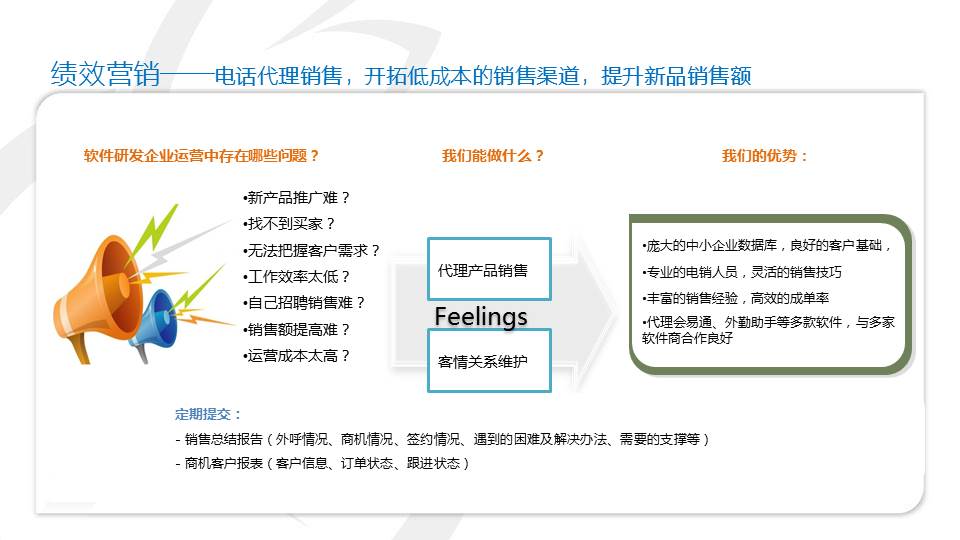 绩效营销——电话代理销售，开拓低成本的销售渠道，提升新品销售额
软件研发企业运营中存在哪些问题？
•新产品推广难？
•找不到买家？
•无法把握客户需求？
•工作效率太低？
•自己招聘销售难？
•销售额提高难？
•运营成本太高？
我们能做什么？
代理产品销售
Feelings
客情关系维护
我们的优势：
•庞大的中小企业数据库，良好的客户基础，
•专业的电销人员，灵活的销售技巧
•丰富的销售经验，高效的成单率
•代理会易通、外勤助手等多款软件，与多家
软件商合作良好
定期提交：
- 销售总结报告（外呼情况、商机情况、签约情况、遇到的困难及解决办法、需要的支撑等）
- 商机客户报表（客户信息、订单状态、跟进状态）